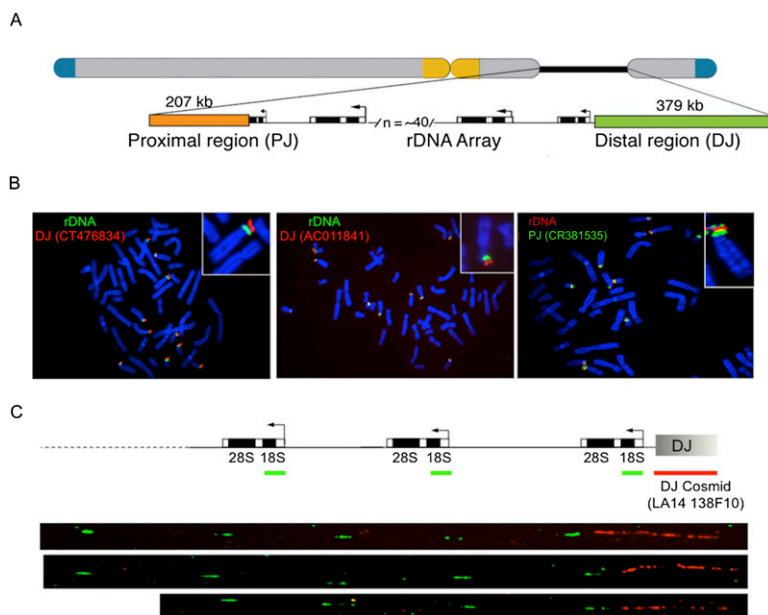 A
207 kb
379 kb
n = ~40
Proximal region (PJ)
rDNA Array
Distal region (DJ)
B
rDNA
DJ (CT476834)
rDNA
DJ (AC011841)
rDNA
PJ (CR381535)
C
28S 18S
28S 18S
28S 18S
DJ
DJ Cosmid
(LA14 138F10)